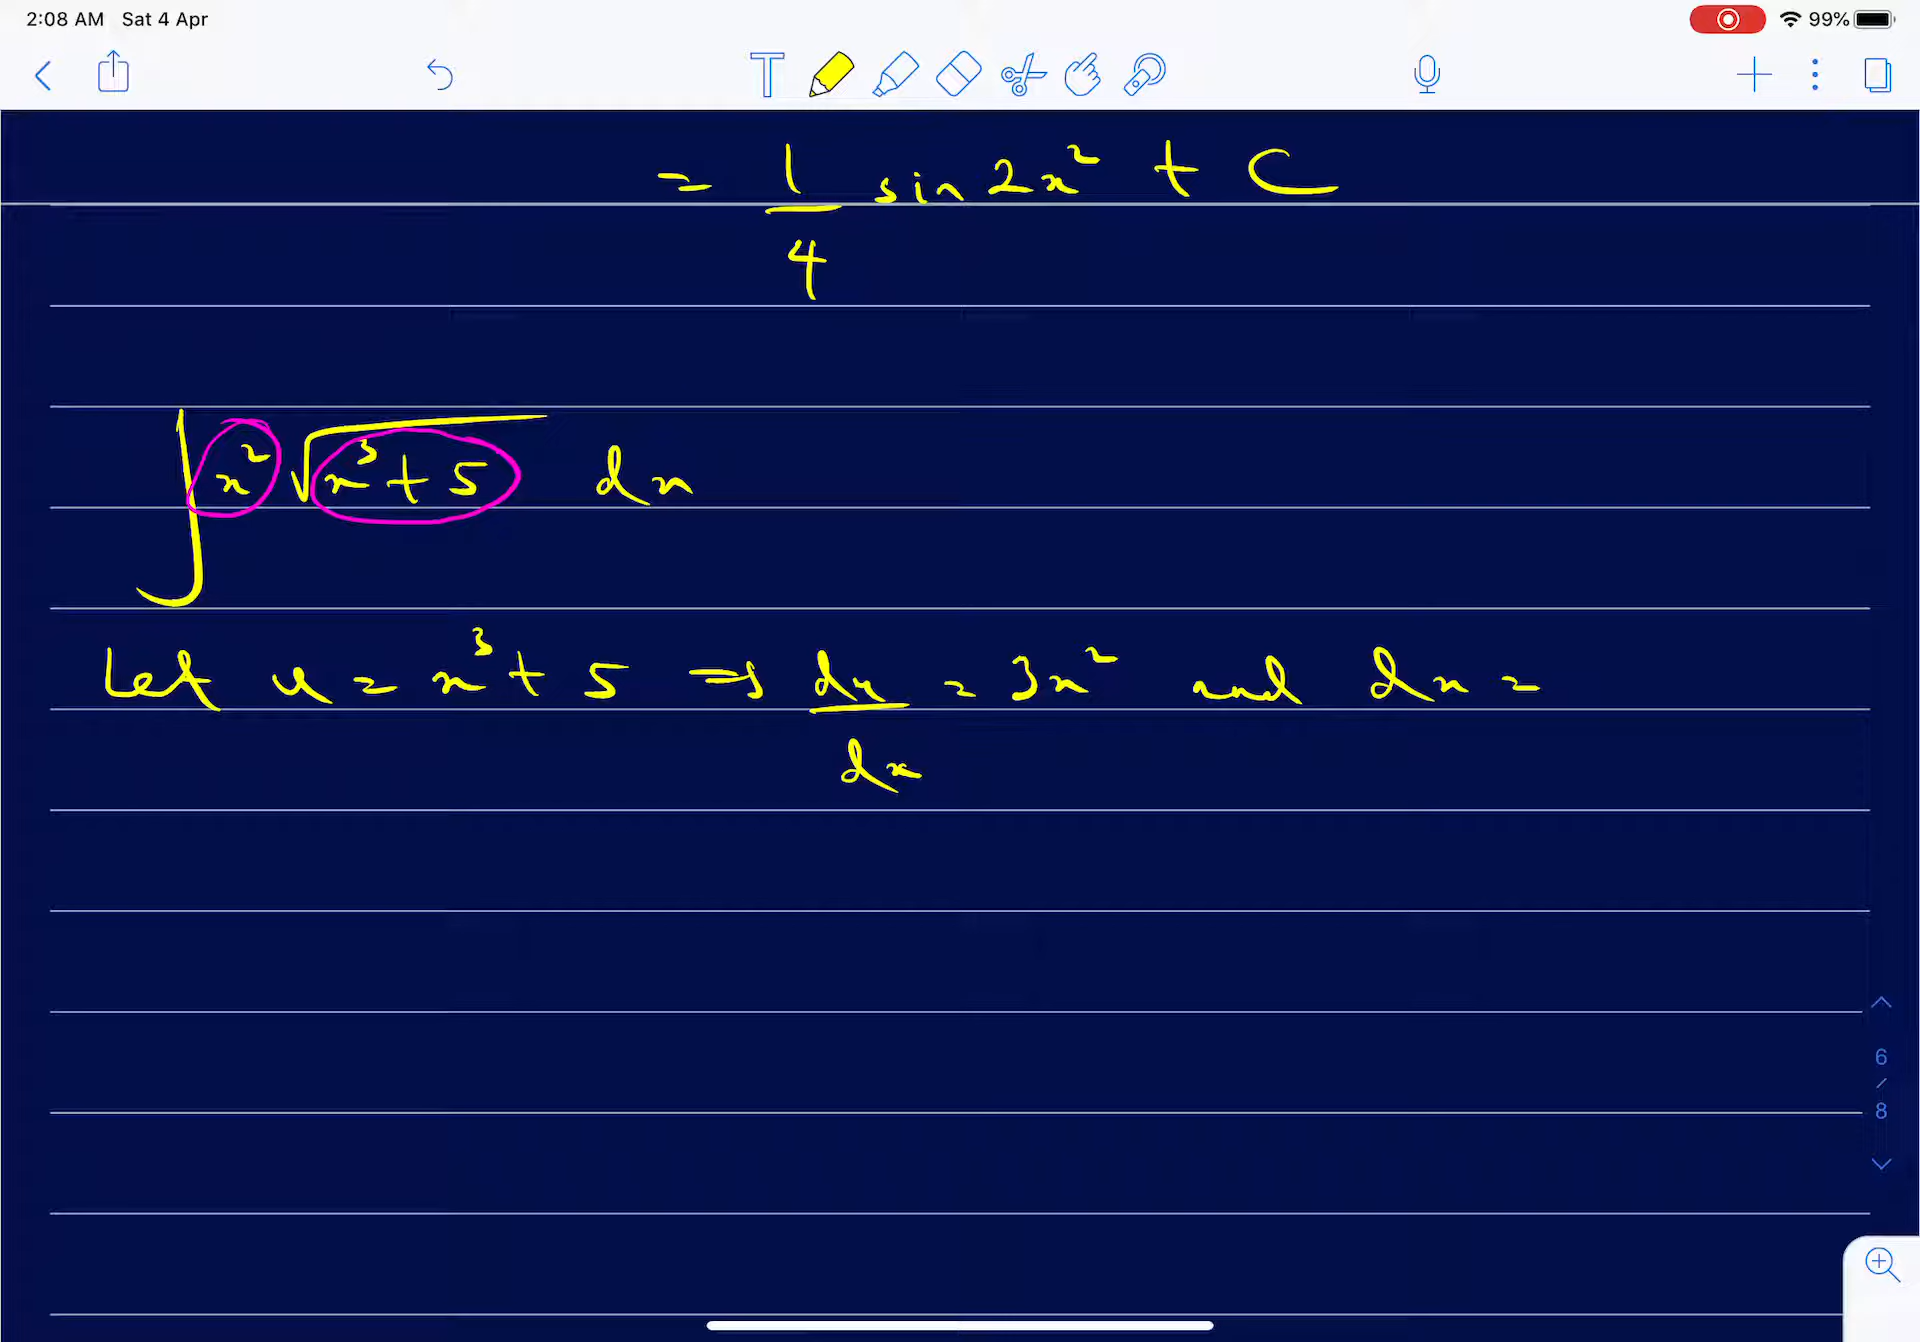 2:08 AM Sat 4 Apr 99%
T
= 1/4 sin 2x² + C
∫ x² √(x³ + 5) dx
Let u = x³ + 5 ⇒ du/dx = 3x² and dx =
6
/
8